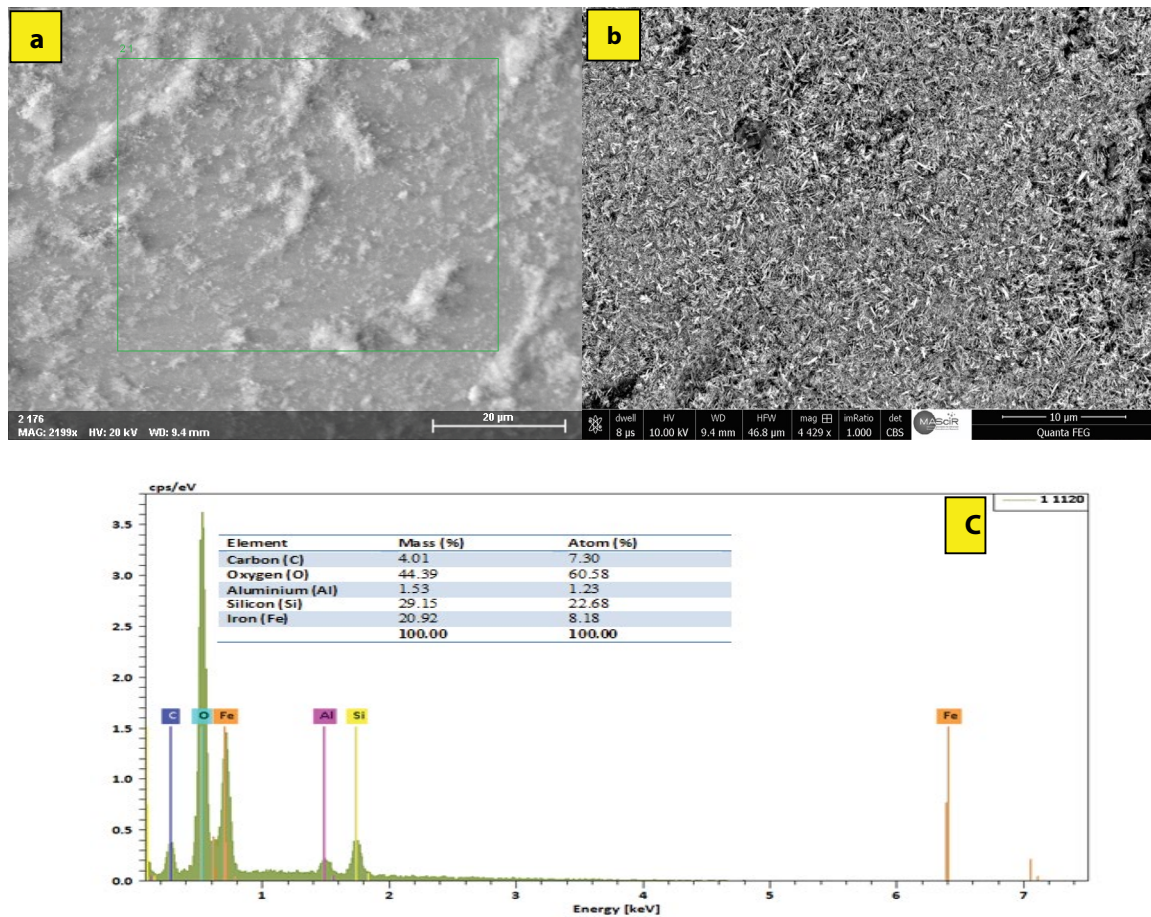 a
b
2 176
MAG: 2199x HV: 20 kV WD: 9.4 mm
20 µm
dwell HV WD HFW mag imRatio det
8 µs 10.00 kV 9.4 mm 46.8 µm 4 429 x 1.000 CBS
MAScIR
10 µm
Quanta FEG
cps/eV
1 1120
C
Element Mass (%) Atom (%)
Carbon (C) 4.01 7.30
Oxygen (O) 44.39 60.58
Aluminium (Al) 1.53 1.23
Silicon (Si) 29.15 22.68
Iron (Fe) 20.92 8.18
100.00 100.00
3.5
3.0
2.5
2.0
1.5
1.0
0.5
0.0
C O Fe Al Si Fe
1 2 3 4 5 6 7
Energy [keV]